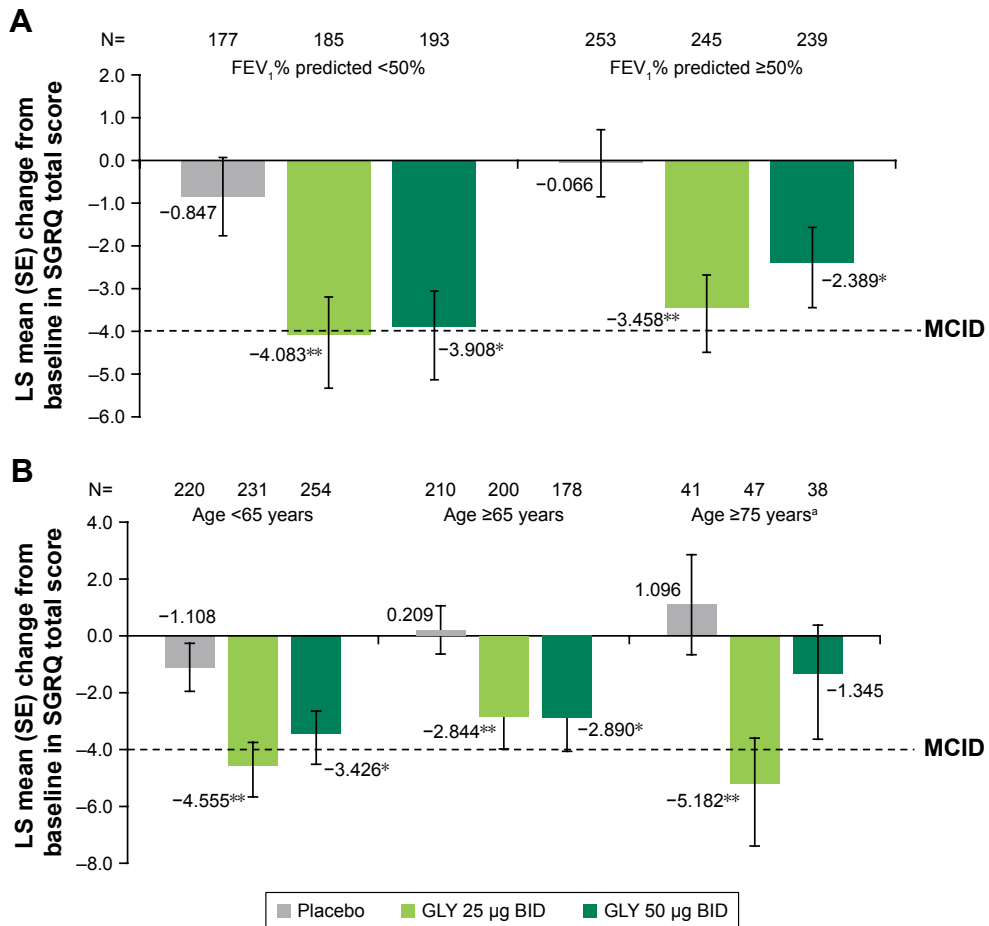 A
N= 177 185 193 253 245 239
FEV1% predicted <50% FEV1% predicted ≥50%
LS mean (SE) change from
baseline in SGRQ total score
2.0
1.0
0.0
–1.0
–2.0
–3.0
–4.0
–5.0
–6.0
−0.847
−4.083**
−3.908*
−0.066
−3.458**
−2.389*
MCID
B
N= 220 231 254 210 200 178 41 47 38
Age <65 years Age ≥65 years Age ≥75 yearsᵃ
LS mean (SE) change from
baseline in SGRQ total score
4.0
2.0
0.0
–2.0
–4.0
–6.0
–8.0
−1.108
−4.555**
−3.426*
0.209
−2.844**
−2.890*
1.096
−5.182**
−1.345
MCID
Placebo GLY 25 µg BID GLY 50 µg BID